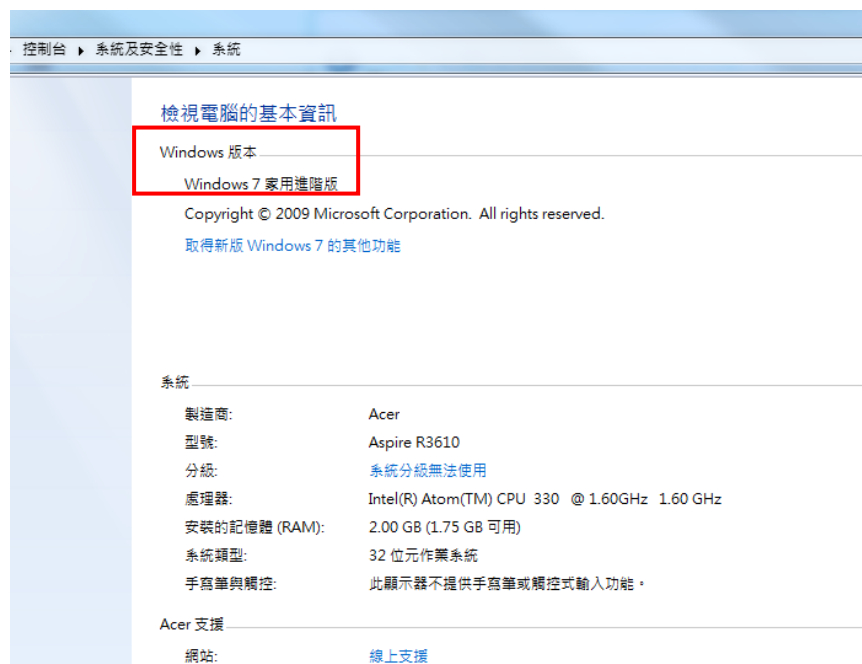 控制台 ▸ 系統及安全性 ▸ 系統
檢視電腦的基本資訊
Windows 版本
Windows 7 家用進階版
Copyright © 2009 Microsoft Corporation. All rights reserved.
取得新版 Windows 7 的其他功能
系統
製造商: Acer
型號: Aspire R3610
分級: 系統分級無法使用
處理器: Intel(R) Atom(TM) CPU 330 @ 1.60GHz 1.60 GHz
安裝的記憶體 (RAM): 2.00 GB (1.75 GB 可用)
系統類型: 32 位元作業系統
手寫筆與觸控: 此顯示器不提供手寫筆或觸控式輸入功能。
Acer 支援
網站: 線上支援